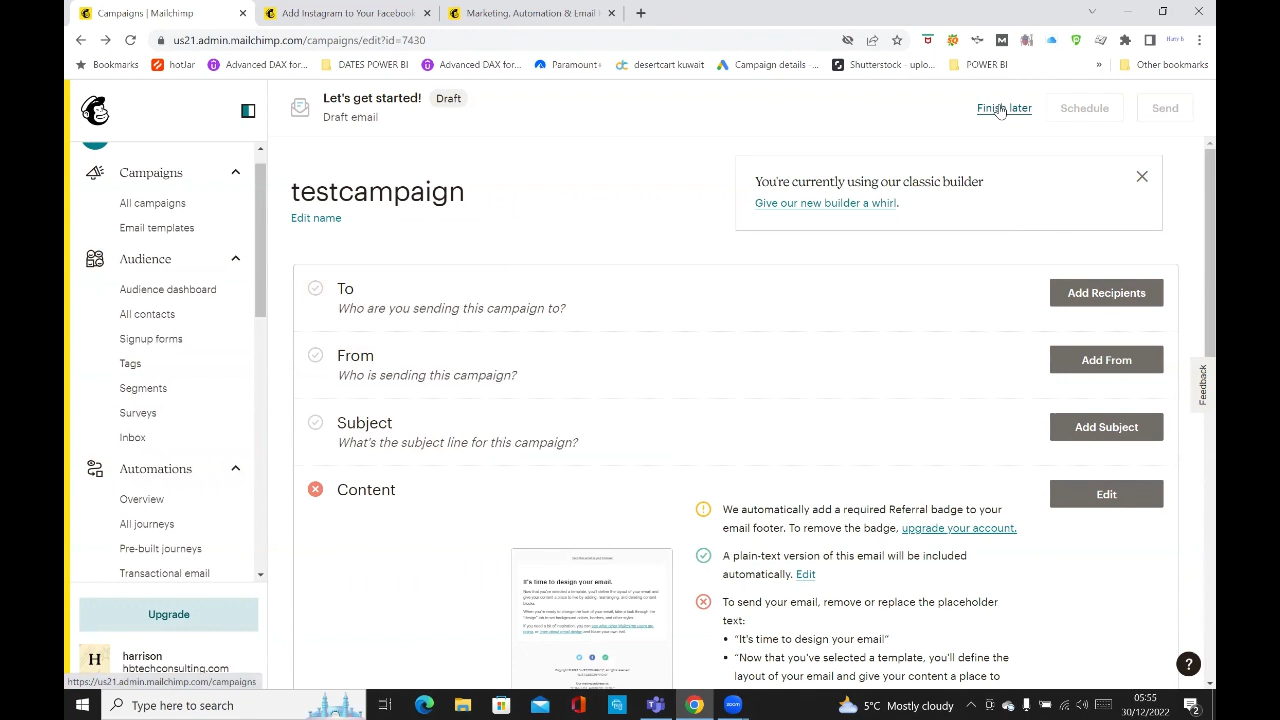 Campaigns | Mailchimp
Add Instagram to Your Facebook
Marketing, Automation & Email
us21.admin.mailchimp.com/campaigns/edit?id=7430
Bookmarks
hotjar
Advanced DAX for...
DATES POWER BI
Advanced DAX for...
Paramount+
desertcart kuwait
Campaign details -...
Shutterstock - uplo...
POWER BI
»
Other bookmarks
Let's get started!
Draft
Draft email
Finish later
Schedule
Send
Campaigns
All campaigns
Email templates
Audience
Audience dashboard
All contacts
Signup forms
Tags
Segments
Surveys
Inbox
Automations
Overview
All journeys
Pre-built journeys
Transactional email
Upgrade
H
harrison
hbtechconsulting.com
https://us21.admin.mailchimp.com/campaigns
testcampaign
Edit name
You're currently using our classic builder
Give our new builder a whirl.
To
Who are you sending this campaign to?
Add Recipients
From
Who is sending this campaign?
Add From
Subject
What's the subject line for this campaign?
Add Subject
Content
Edit
It's time to design your email.
We automatically add a required Referral badge to your
email footer. To remove the badge, upgrade your account.
A plain-text version of this email will be included
automatically. Edit
To send your email, remove or replace the placeholder
text:
• "It's time to design your email"
• "Now that you've selected a template, you'll define the
layout of your email and give your content a place to
Feedback
?
Type here to search
zoom
5°C Mostly cloudy
05:55
30/12/2022
2